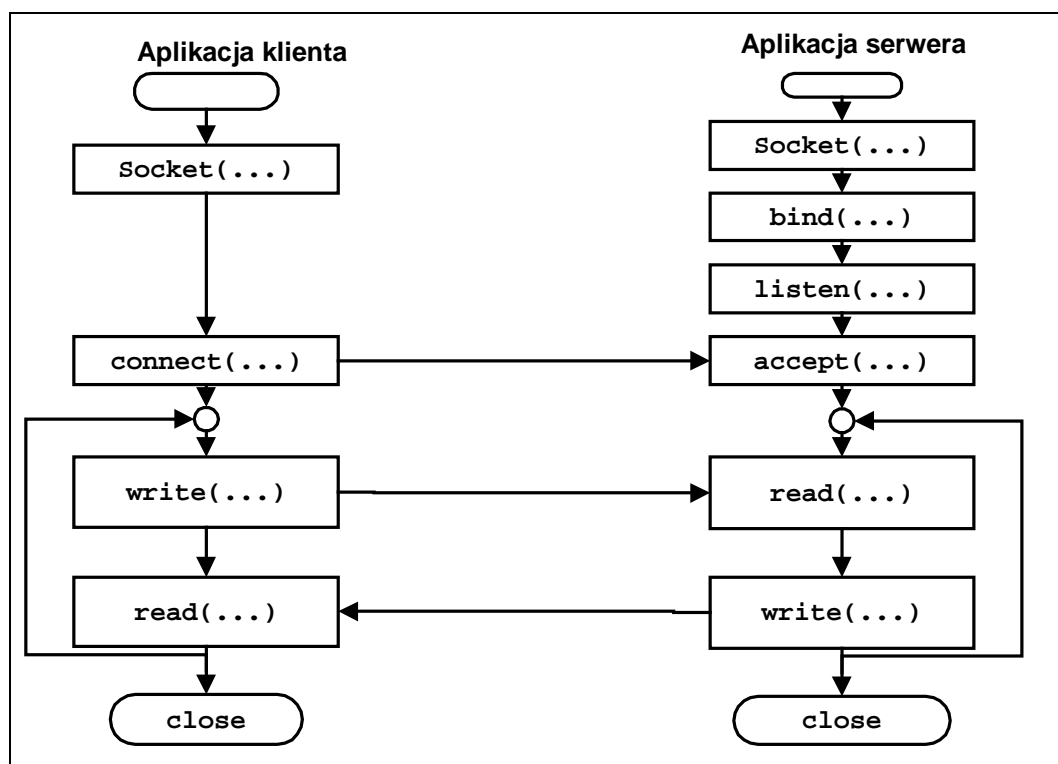 Aplikacja klienta
Socket(...)
connect(...)
write(...)
read(...)
close
Aplikacja serwera
Socket(...)
bind(...)
listen(...)
accept(...)
read(...)
write(...)
close